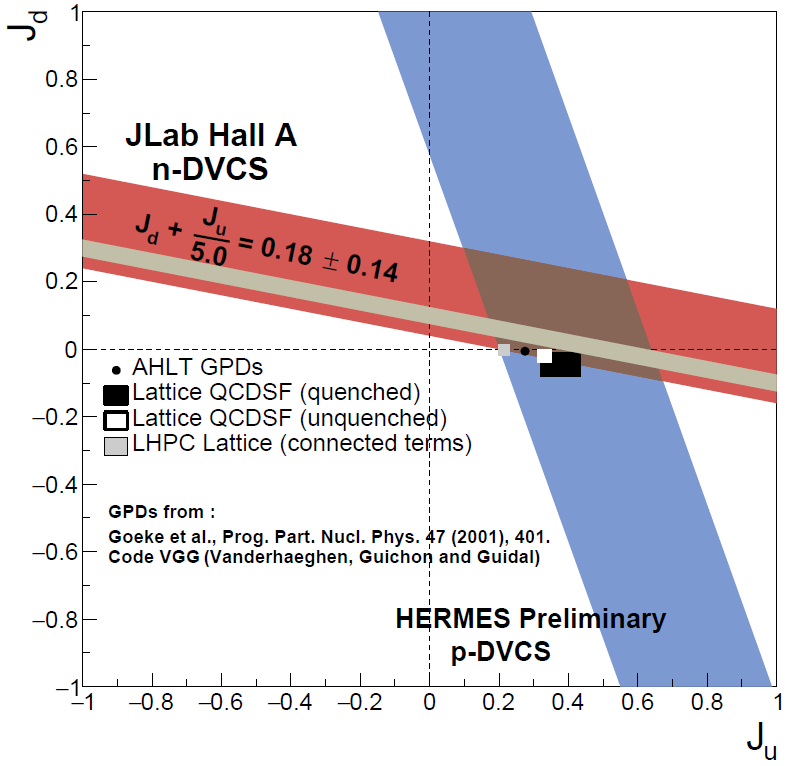 J_d
1
0.8
0.6
0.4
0.2
0
−0.2
−0.4
−0.6
−0.8
−1
JLab Hall A
n-DVCS
J_d + J_u/5.0 = 0.18 ± 0.14
AHLT GPDs
Lattice QCDSF (quenched)
Lattice QCDSF (unquenched)
LHPC Lattice (connected terms)
GPDs from :
Goeke et al., Prog. Part. Nucl. Phys. 47 (2001), 401.
Code VGG (Vanderhaeghen, Guichon and Guidal)
HERMES Preliminary
p-DVCS
−1 −0.8 −0.6 −0.4 −0.2 0 0.2 0.4 0.6 0.8 1
J_u